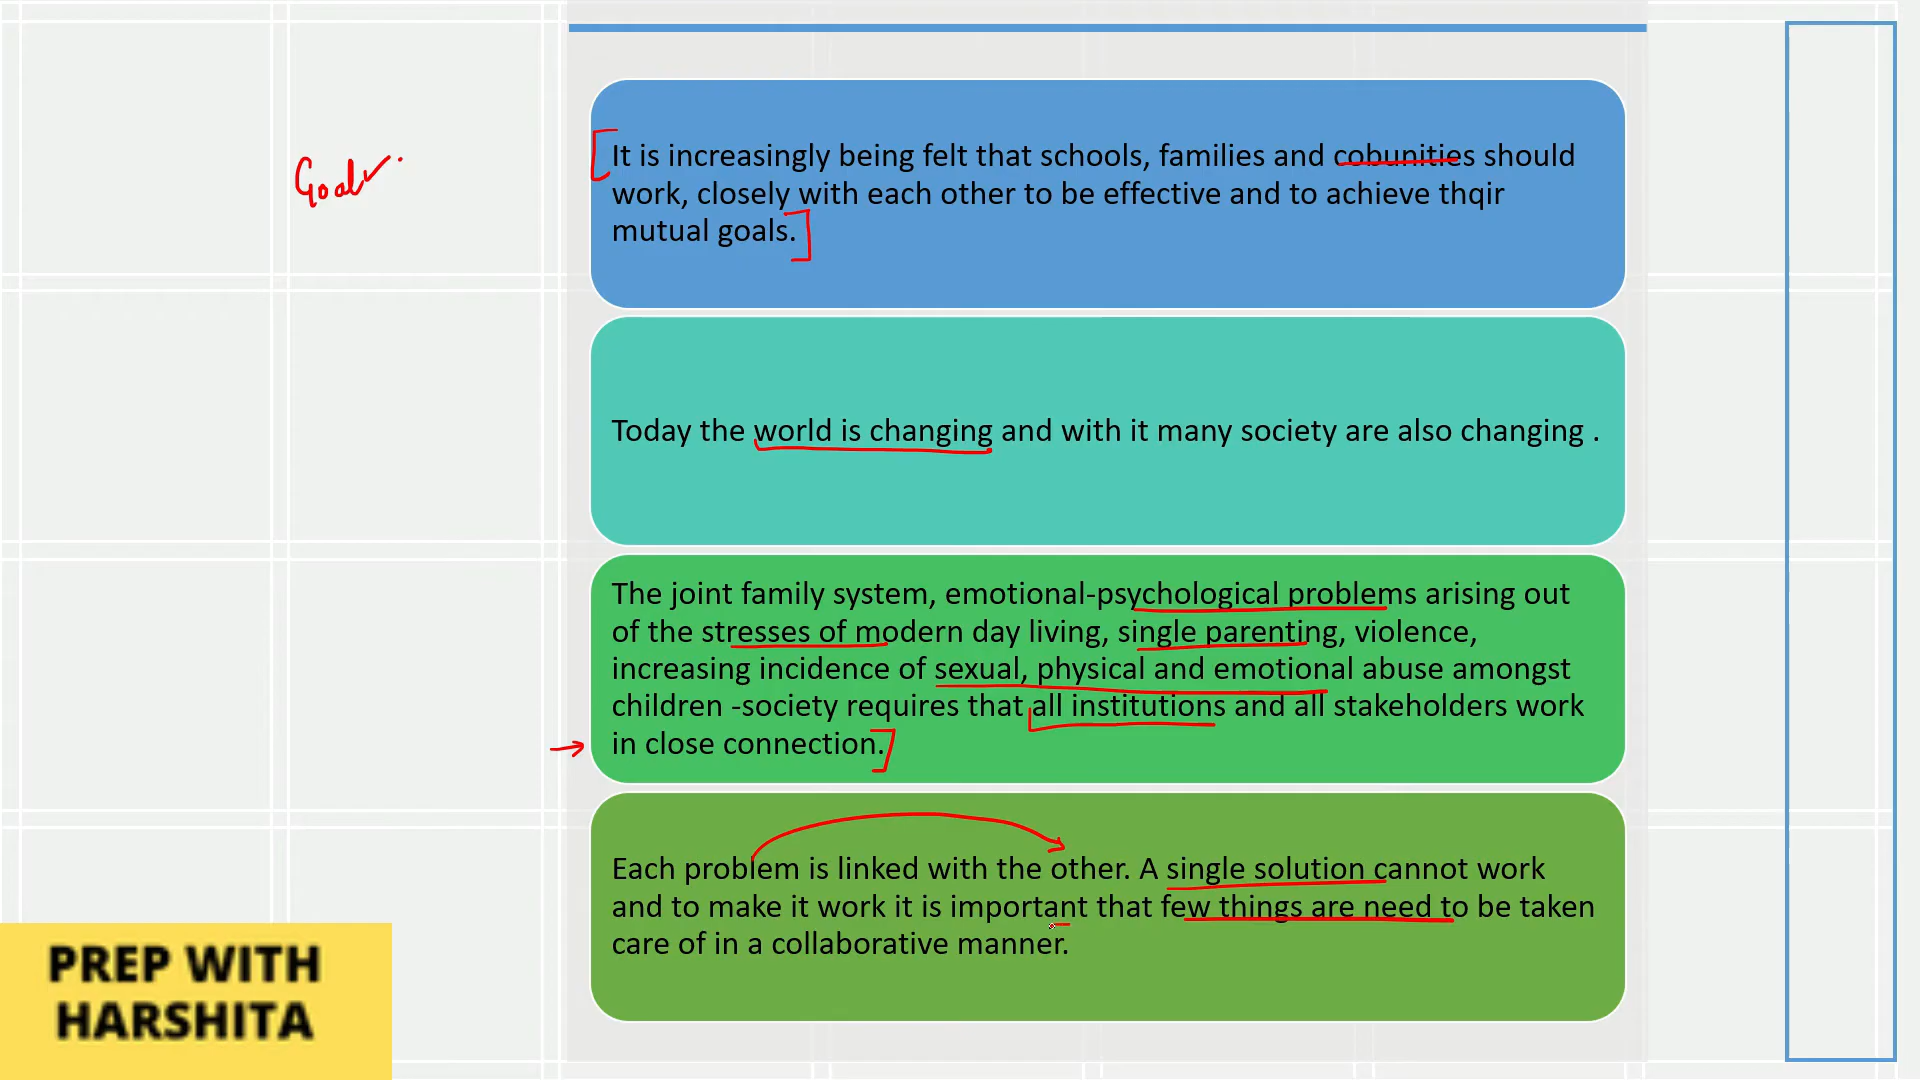 Goal
It is increasingly being felt that schools, families and cobunities should
work, closely with each other to be effective and to achieve thqir
mutual goals.
Today the world is changing and with it many society are also changing .
The joint family system, emotional-psychological problems arising out
of the stresses of modern day living, single parenting, violence,
increasing incidence of sexual, physical and emotional abuse amongst
children -society requires that all institutions and all stakeholders work
in close connection.
Each problem is linked with the other. A single solution cannot work
and to make it work it is important that few things are need to be taken
care of in a collaborative manner.
PREP WITH
HARSHITA